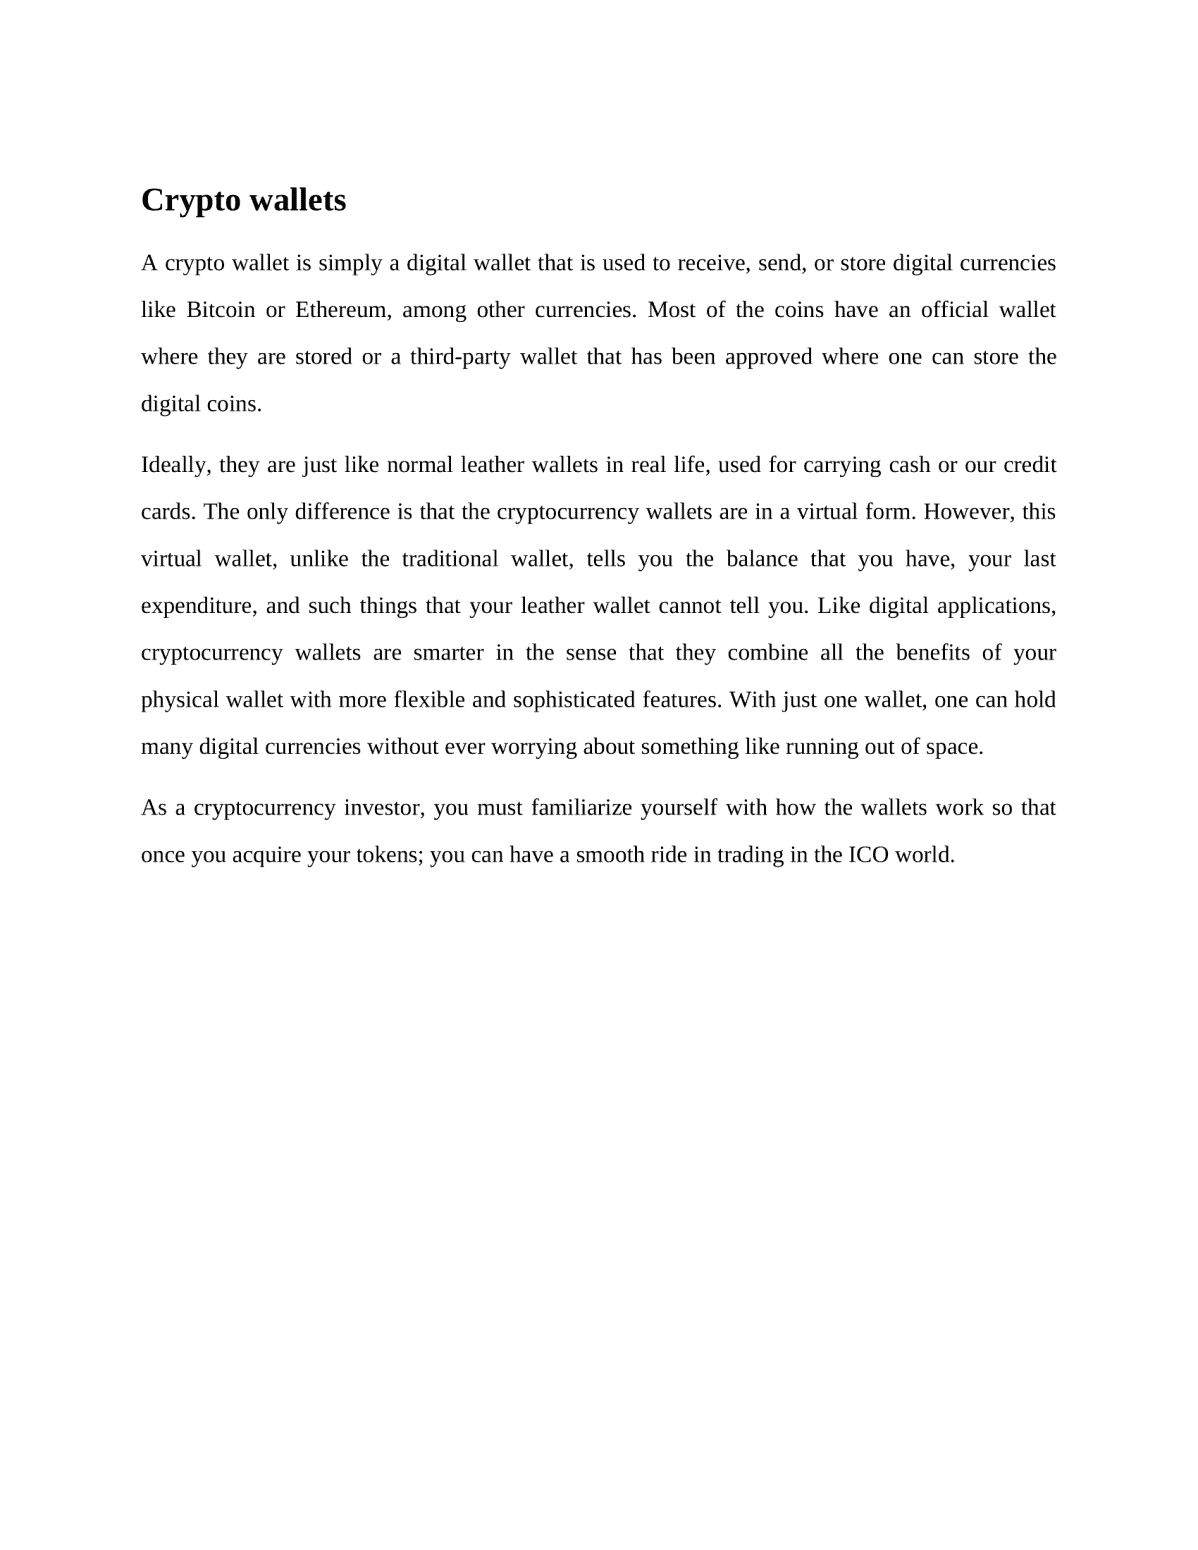 Crypto wallets
A crypto wallet is simply a digital wallet that is used to receive, send, or store digital currencies
like Bitcoin or Ethereum, among other currencies. Most of the coins have an official wallet
where they are stored or a third-party wallet that has been approved where one can store the
digital coins.
Ideally, they are just like normal leather wallets in real life, used for carrying cash or our credit
cards. The only difference is that the cryptocurrency wallets are in a virtual form. However, this
virtual wallet, unlike the traditional wallet, tells you the balance that you have, your last
expenditure, and such things that your leather wallet cannot tell you. Like digital applications,
cryptocurrency wallets are smarter in the sense that they combine all the benefits of your
physical wallet with more flexible and sophisticated features. With just one wallet, one can hold
many digital currencies without ever worrying about something like running out of space.
As a cryptocurrency investor, you must familiarize yourself with how the wallets work so that
once you acquire your tokens; you can have a smooth ride in trading in the ICO world.